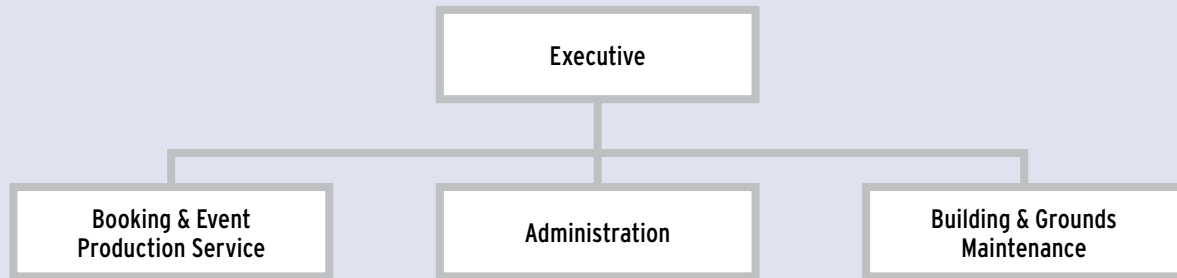 Executive
Booking & Event
Production Service
Administration
Building & Grounds
Maintenance